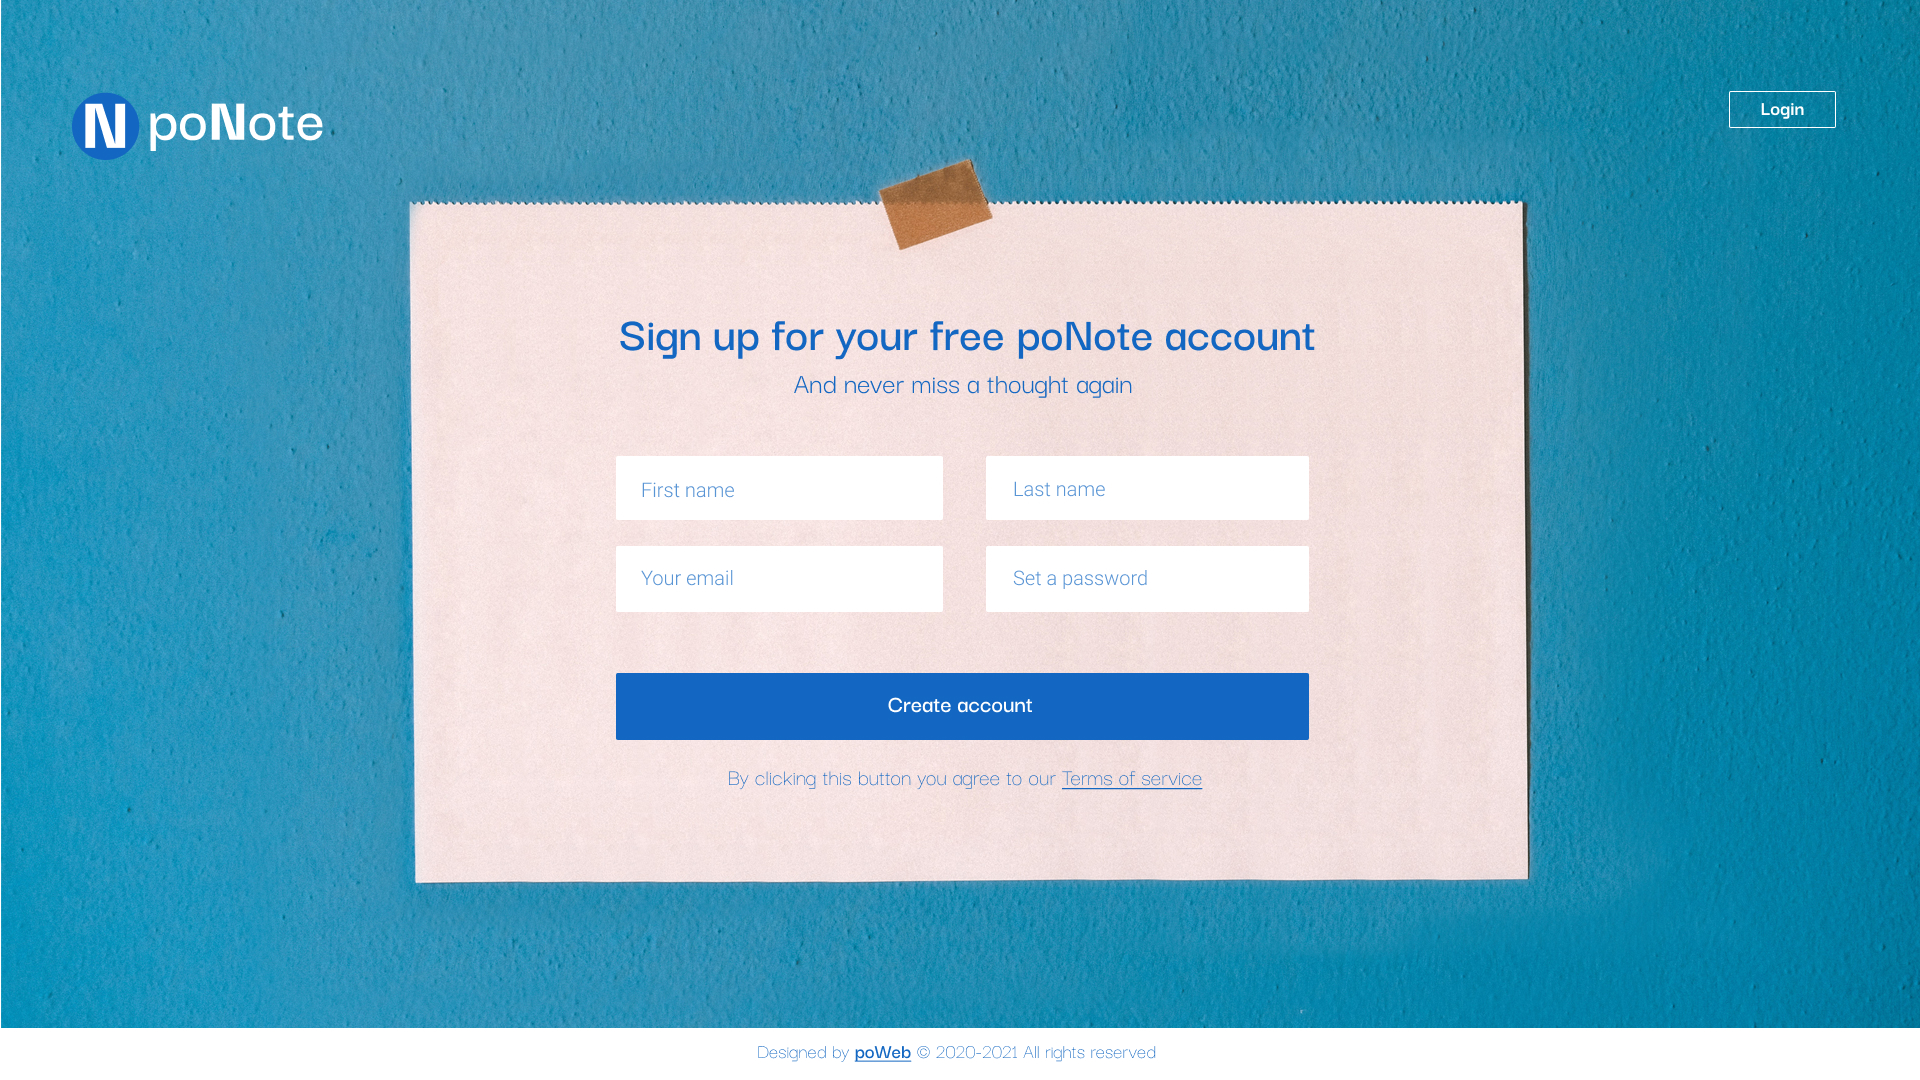 N poNote
Login
Sign up for your free poNote account
And never miss a thought again
First name
Last name
Your email
Set a password
Create account
By clicking this button you agree to our Terms of service
Designed by poWeb © 2020-2021 All rights reserved